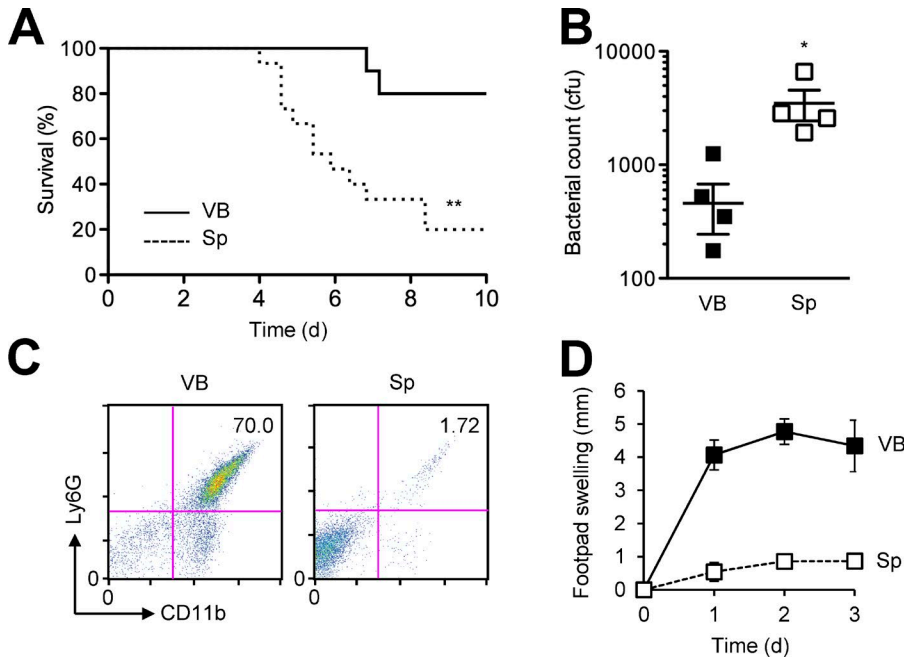 A
100
80
60
40
20
0
Survival (%)
VB
Sp
**
0 2 4 6 8 10
Time (d)
B
10000
1000
100
Bacterial count (cfu)
*
VB Sp
C
VB Sp
70.0 1.72
Ly6G
0 0
0 0
CD11b
D
6
5
4
3
2
1
0
Footpad swelling (mm)
VB
Sp
0 1 2 3
Time (d)